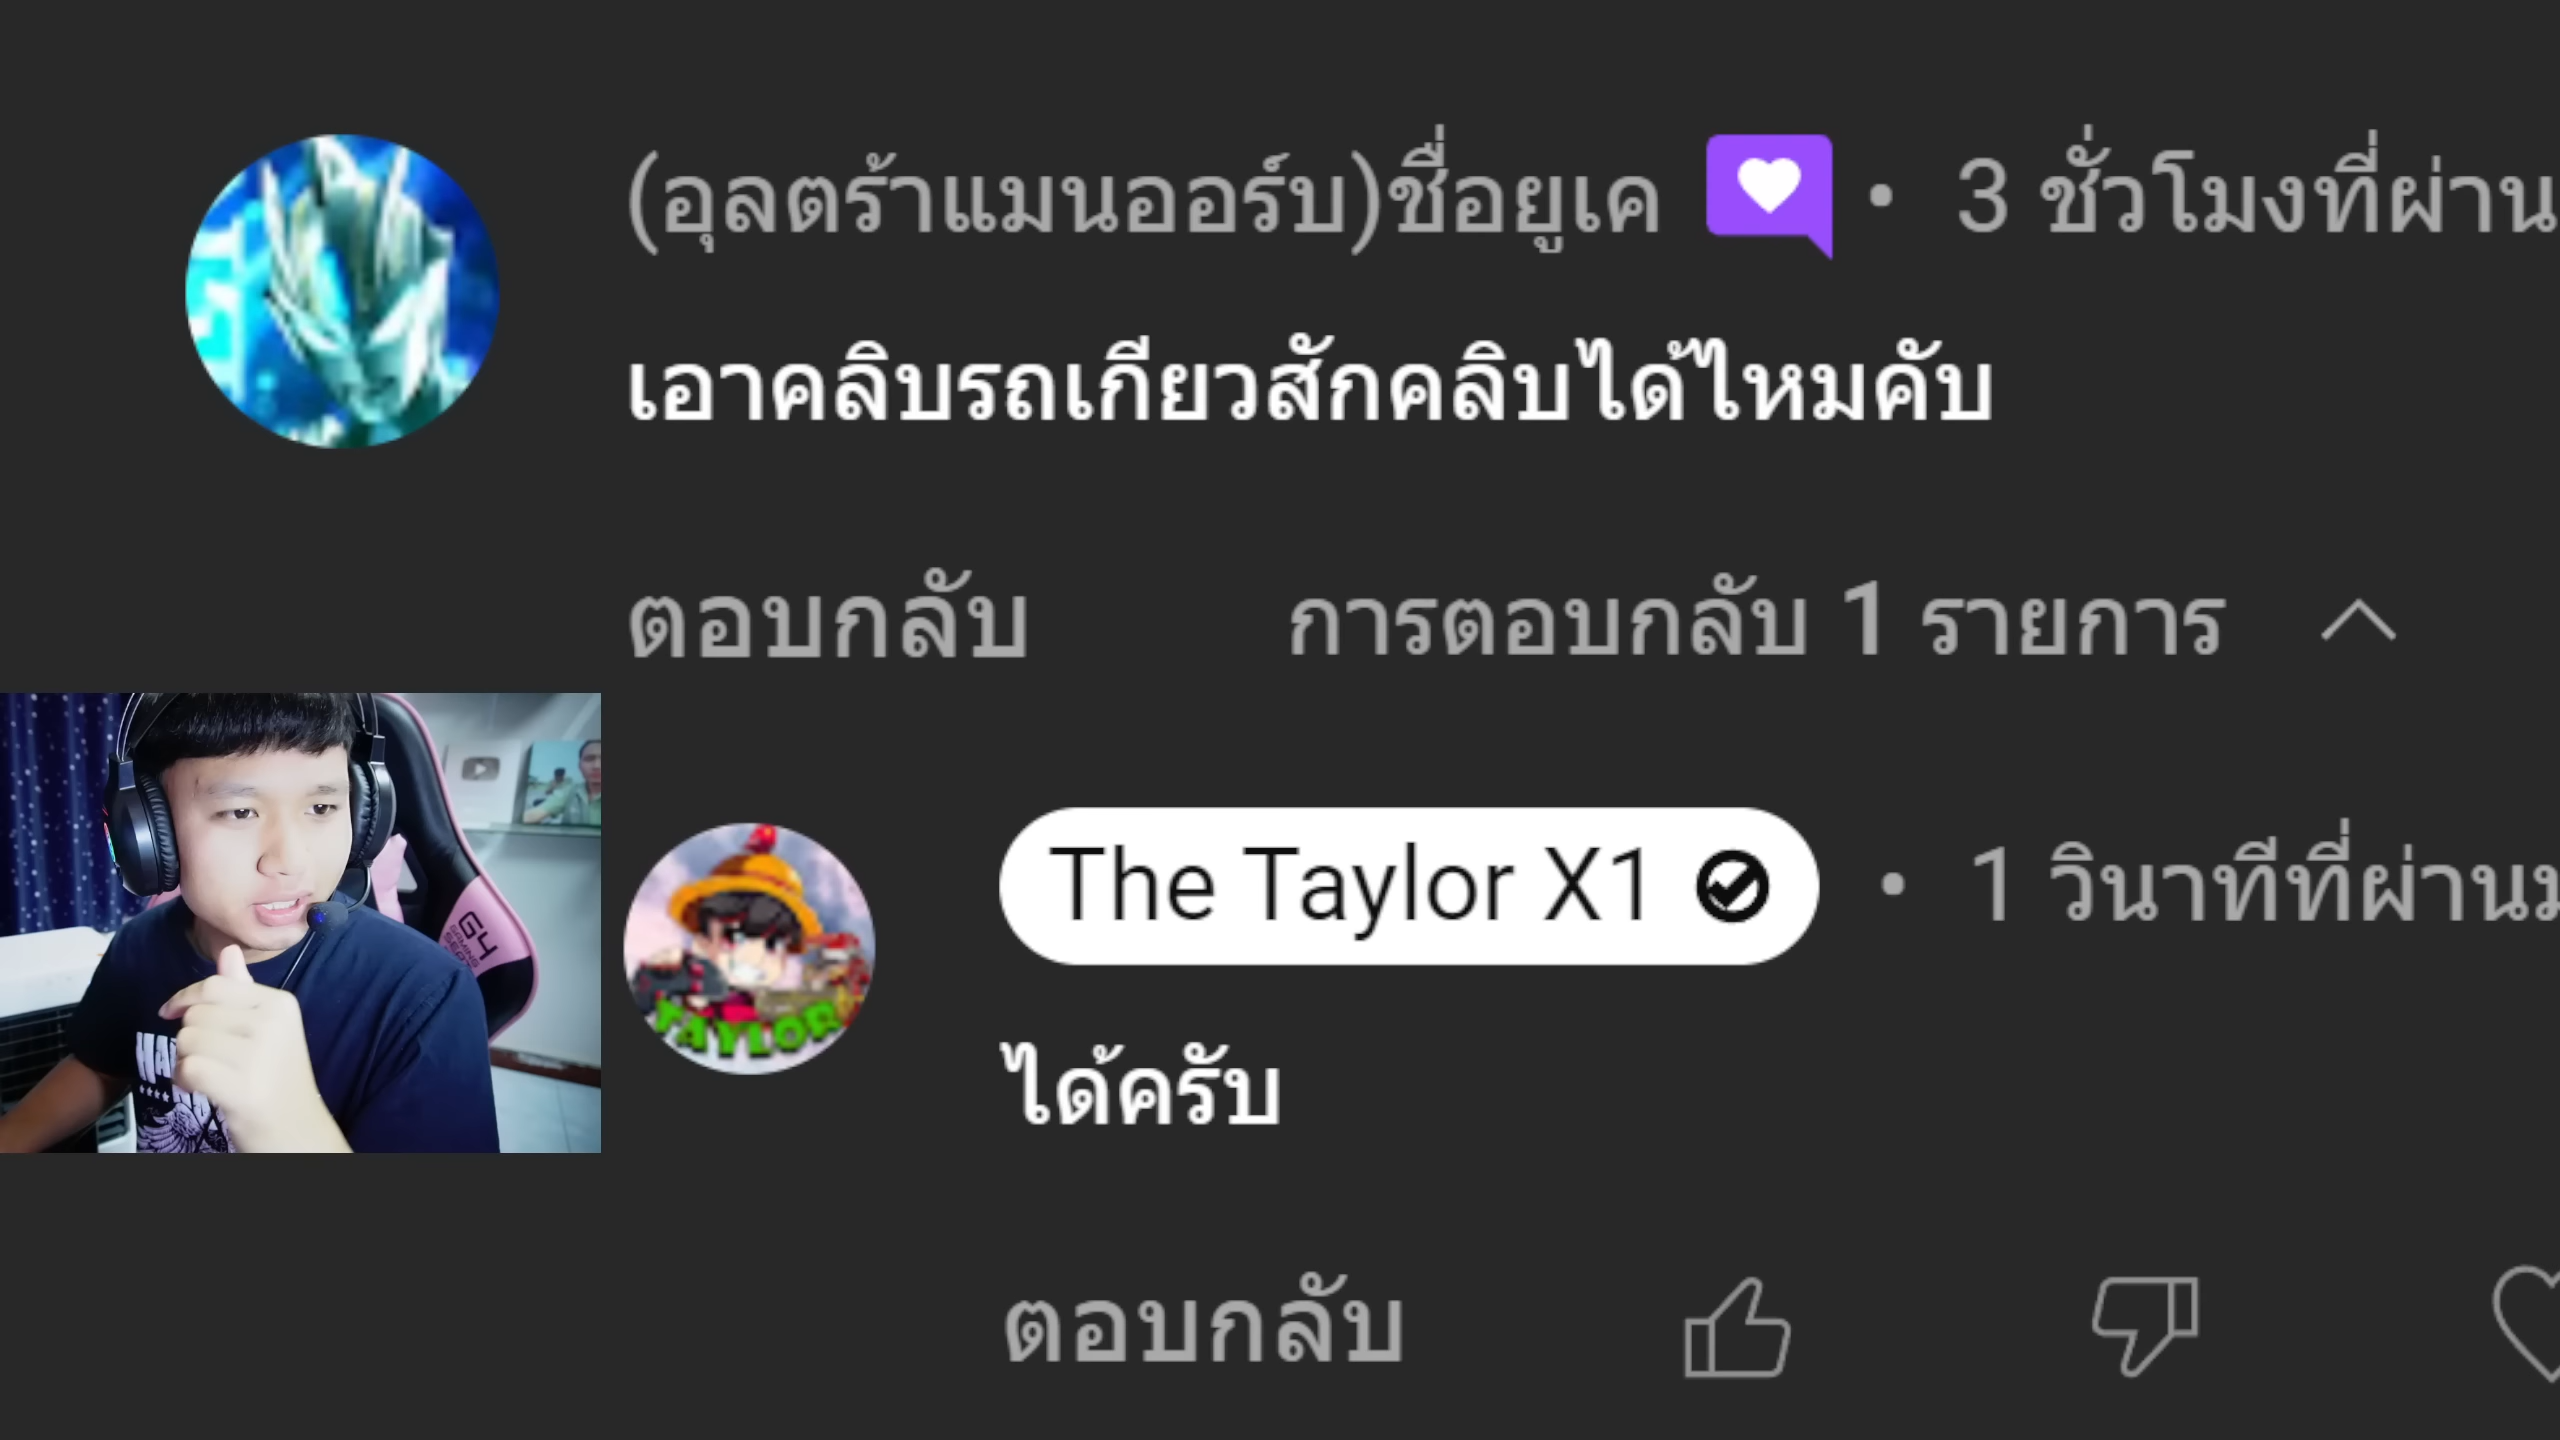 (อุลตร้าแมนออร์บ)ชื่อยูเค • 3 ชั่วโมงที่ผ่าน
เอาคลิบรถเกียวสักคลิบได้ไหมคับ
ตอบกลับ การตอบกลับ 1 รายการ
G4
The Taylor X1 • 1 วินาทีที่ผ่านม
TAYLOR
ได้ครับ
ตอบกลับ